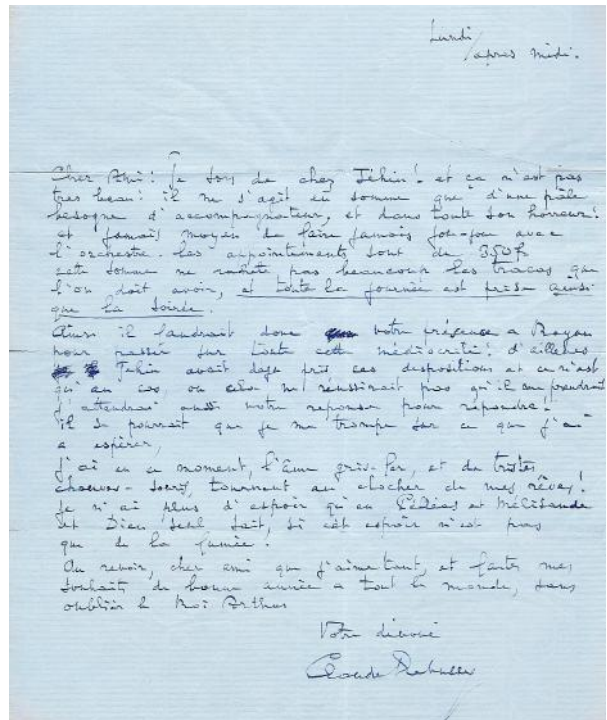 Lundi
après midi.
Cher Ami! Je sors de chez Jéhin! et ça n'est pas
très beau! il ne s'agit en somme que d'une pâle
besogne d'accompagnateur, et dans toute son horreur!
et jamais moyen de faire jamais jou-jou avec
l'orchestre. les appointements sont de 350f
cette somme ne rachète pas beaucoup les tracas que
l'on doit avoir, et toute la journée est prise ainsi
que la soirée.
Ainsi il faudrait donc votre présence a Royan
pour passer sur toute cette médiocrité! d'ailleurs
Jehin avait déja pris ses dispositions et ce n'est
qu'au cas, ou cela ne réussirait pas qu'il me prendrait
j'attendrai aussi votre reponse pour répondre!
il se pourrait que je me trompe sur ce que j'ai
a espérer,
J'ai en ce moment, l'âme gris-fer, et de tristes
chauves-souris, tournent au clocher de mes rêves!
Je n'ai plus d'espoir qu'en Pelléas et Mélisande
et Dieu seul sait, si cet espoir n'est pas
que de la fumée!
Au revoir, cher ami que j'aime tant, et faites mes
souhaits de bonne année a tout le monde, sans
oublier le Roi Arthus
Votre dévoué
Claude Debussy